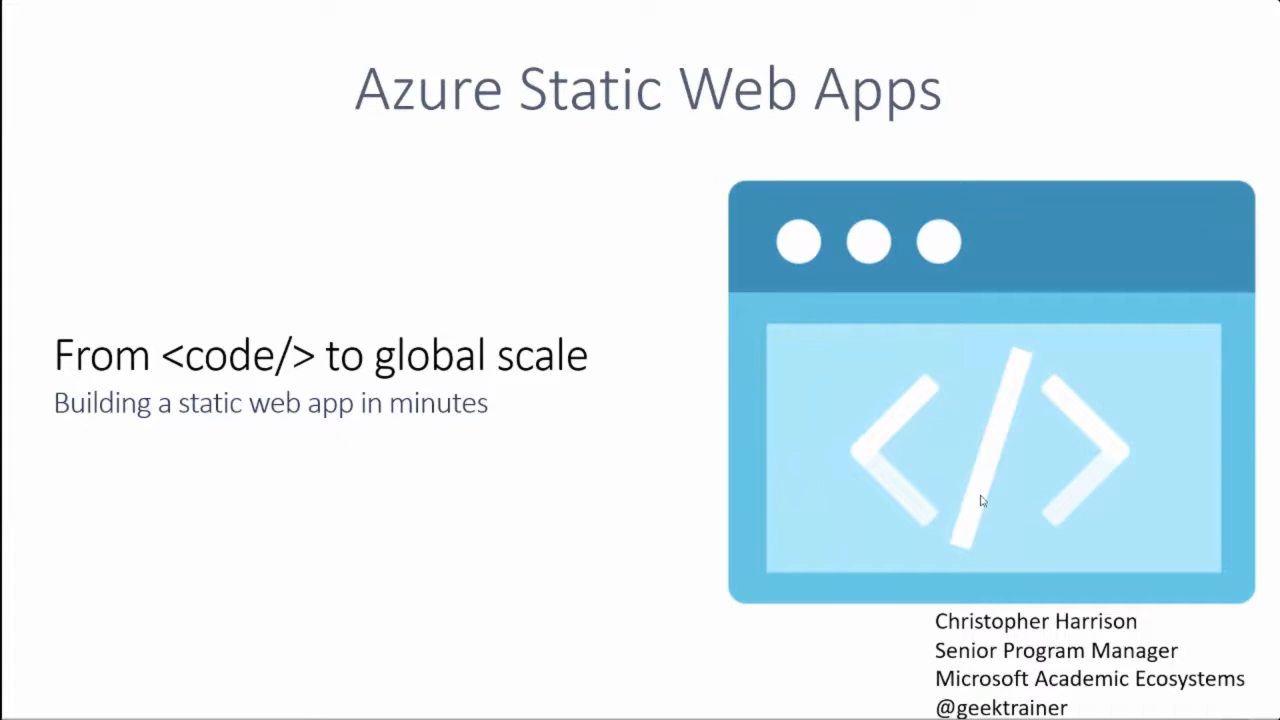 Azure Static Web Apps
From <code/> to global scale
Building a static web app in minutes
</>
Christopher Harrison
Senior Program Manager
Microsoft Academic Ecosystems
@geektrainer